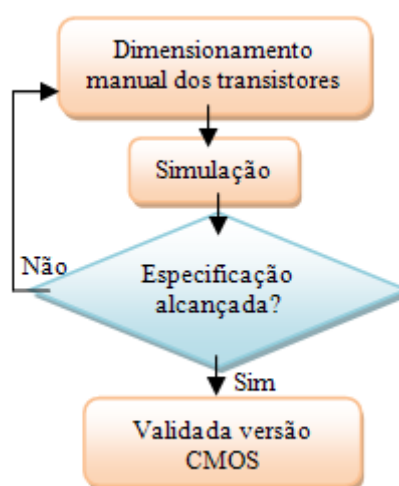 Dimensionamento
manual dos transistores
Simulação
Não
Especificação
alcançada?
Sim
Validada versão
CMOS